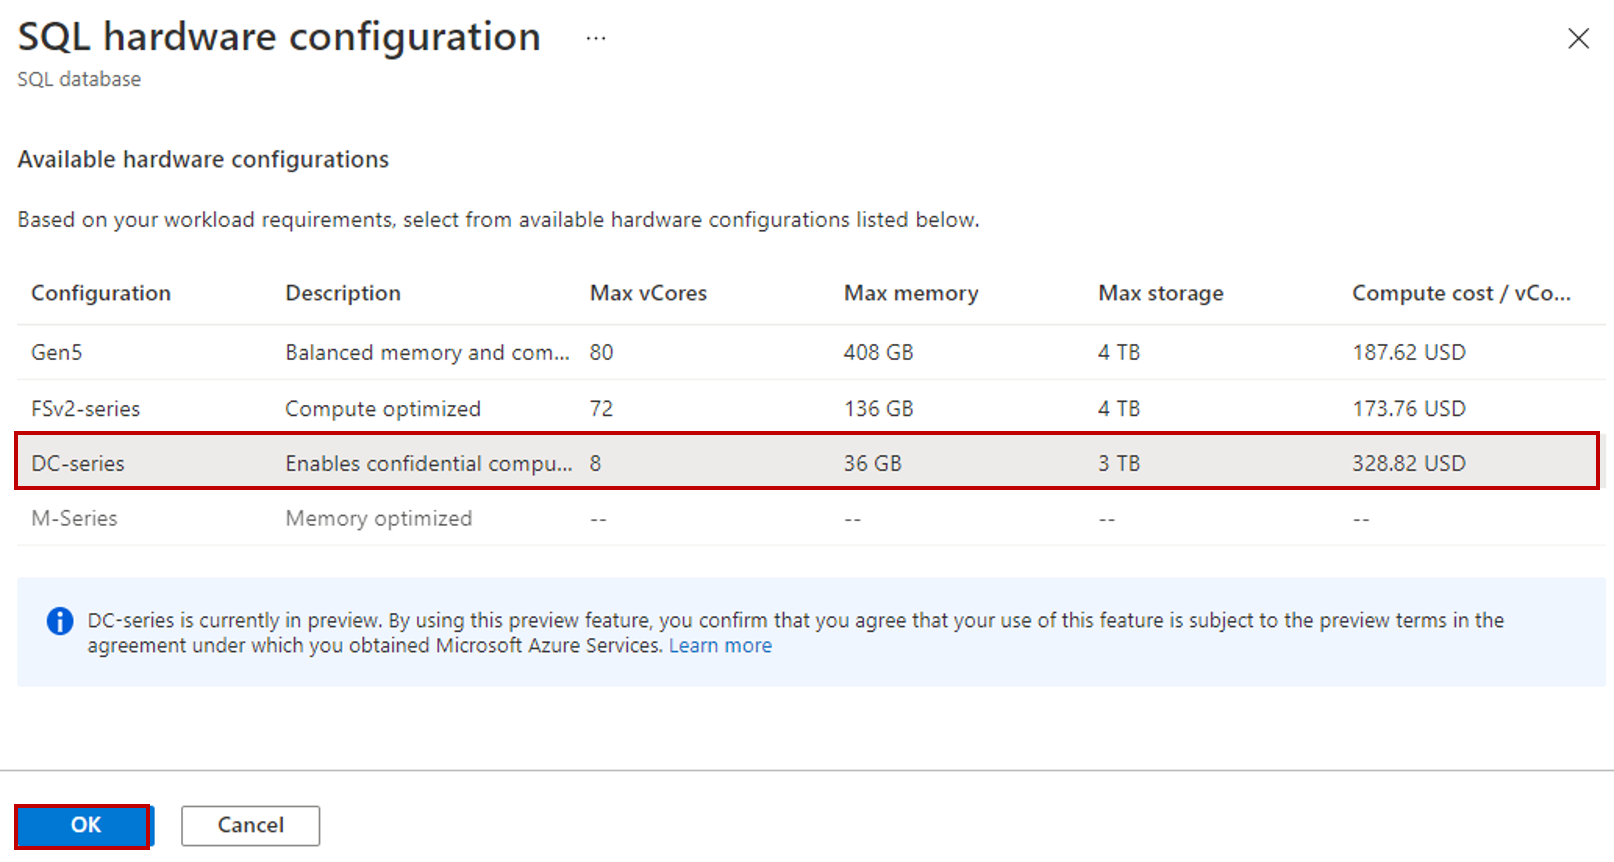 SQL hardware configuration ...
SQL database
Available hardware configurations
Based on your workload requirements, select from available hardware configurations listed below.
Configuration Description Max vCores Max memory Max storage Compute cost / vCo...
Gen5 Balanced memory and com... 80 408 GB 4 TB 187.62 USD
FSv2-series Compute optimized 72 136 GB 4 TB 173.76 USD
DC-series Enables confidential compu... 8 36 GB 3 TB 328.82 USD
M-Series Memory optimized -- -- -- --
DC-series is currently in preview. By using this preview feature, you confirm that you agree that your use of this feature is subject to the preview terms in the
agreement under which you obtained Microsoft Azure Services. Learn more
OK Cancel